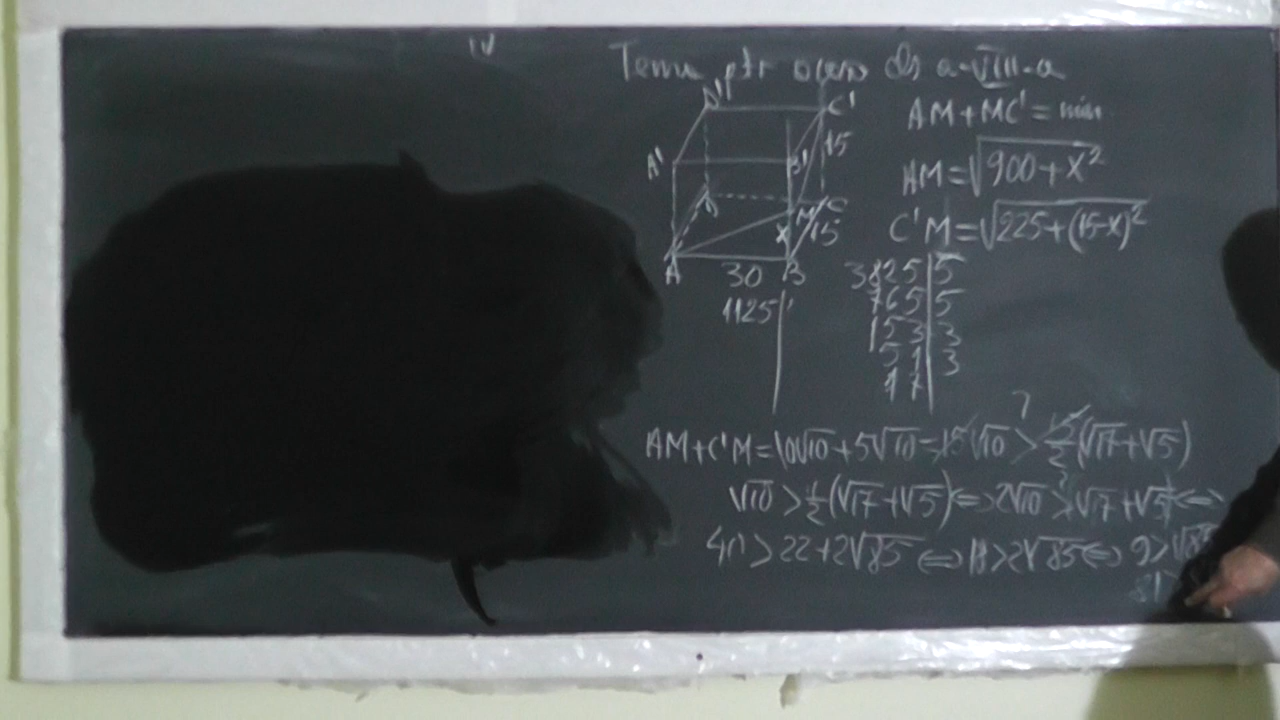 IV
Tema ptr a VIII-a
D' C'
AM+MC'=min
A' B' 15
AM=√900+X²
D M C
X 15
C'M=√225+(15-X)²
A 30 B
3825 | 5
1125 |
765 | 5
153 | 3
51 | 3
17
AM+C'M=10√10+5√10=15√10 >? 15/2(√17+√5)
√10 > 1/2(√17+√5) ⇔ 2√10 > √17+√5 ⇔
40 > 22+2√85 ⇔ 18 > 2√85 ⇔ 9 > √85
81 >